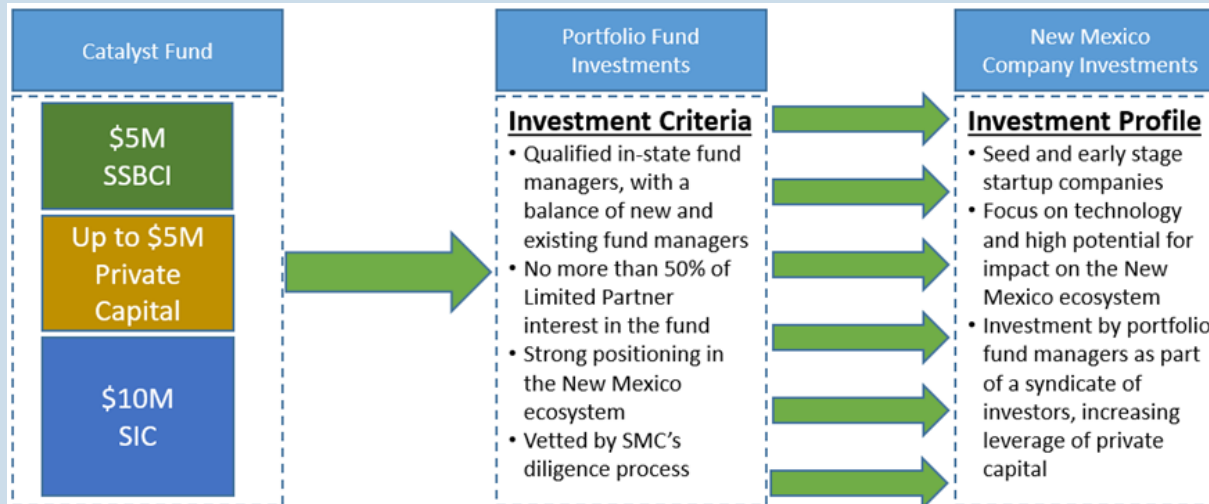 Catalyst Fund
$5M
SSBCI
Up to $5M
Private
Capital
$10M
SIC
Portfolio Fund
Investments
Investment Criteria
• Qualified in-state fund
managers, with a
balance of new and
existing fund managers
• No more than 50% of
Limited Partner
interest in the fund
• Strong positioning in
the New Mexico
ecosystem
• Vetted by SMC's
diligence process
New Mexico
Company Investments
Investment Profile
• Seed and early stage
startup companies
• Focus on technology
and high potential for
impact on the New
Mexico ecosystem
• Investment by portfolio
fund managers as part
of a syndicate of
investors, increasing
leverage of private
capital